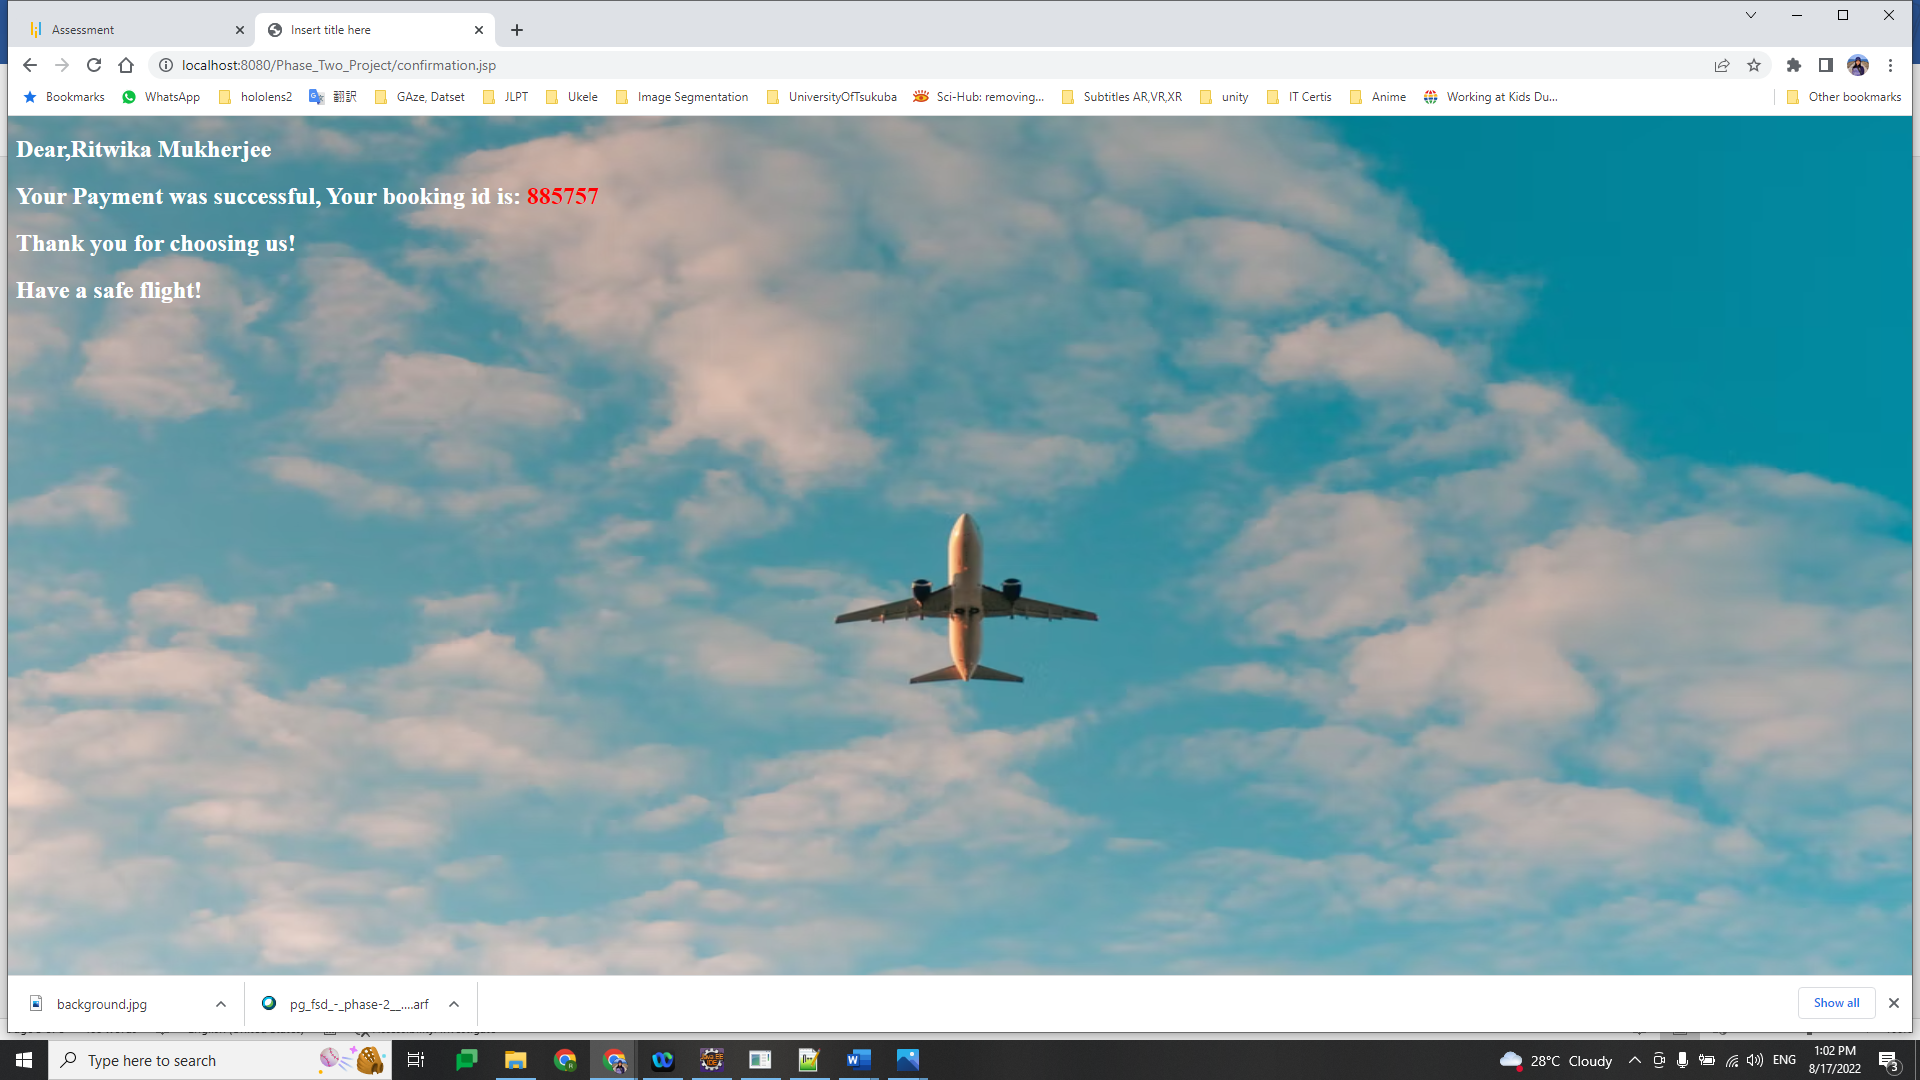 Assessment
Insert title here
localhost:8080/Phase_Two_Project/confirmation.jsp
Bookmarks WhatsApp hololens2 翻訳 GAze, Datset JLPT Ukele Image Segmentation UniversityOfTsukuba Sci-Hub: removing... Subtitles AR,VR,XR unity IT Certis Anime Working at Kids Du... Other bookmarks
Dear,Ritwika Mukherjee
Your Payment was successful, Your booking id is: 885757
Thank you for choosing us!
Have a safe flight!
background.jpg pg_fsd_-_phase-2__....arf Show all
Type here to search
28°C Cloudy ENG
1:02 PM
8/17/2022
3